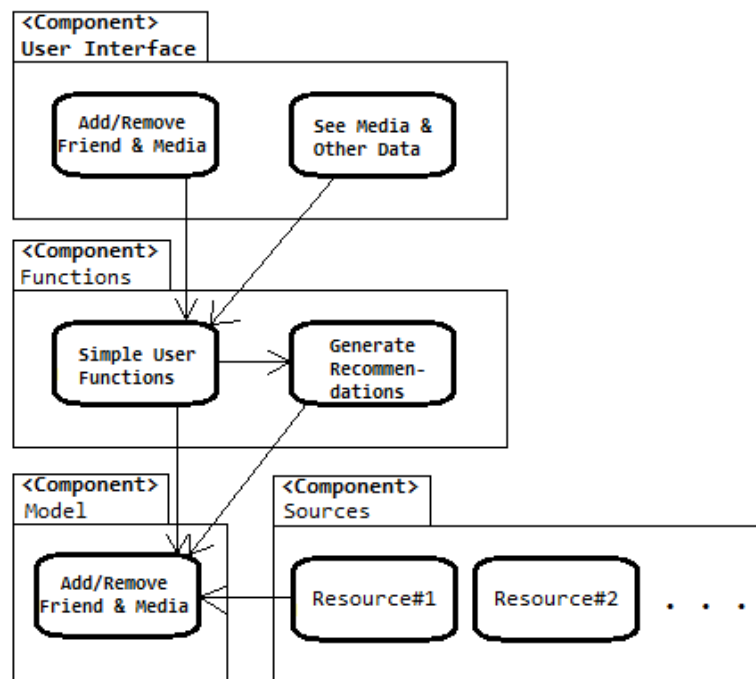 <Component>
User Interface
Add/Remove
Friend & Media
See Media &
Other Data
<Component>
Functions
Simple User
Functions
Generate
Recommen-
dations
<Component>
Model
Add/Remove
Friend & Media
<Component>
Sources
Resource#1
Resource#2
. . .